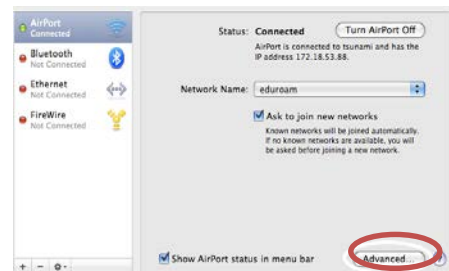 AirPort
Connected
Bluetooth
Not Connected
Ethernet
Not Connected
FireWire
Not Connected
Status: Connected
Turn AirPort Off
AirPort is connected to tsunami and has the
IP address 172.18.53.88.
Network Name: eduroam
Ask to join new networks
Known networks will be joined automatically.
If no known networks are available, you will
be asked before joining a new network.
Show AirPort status in menu bar
Advanced...
?